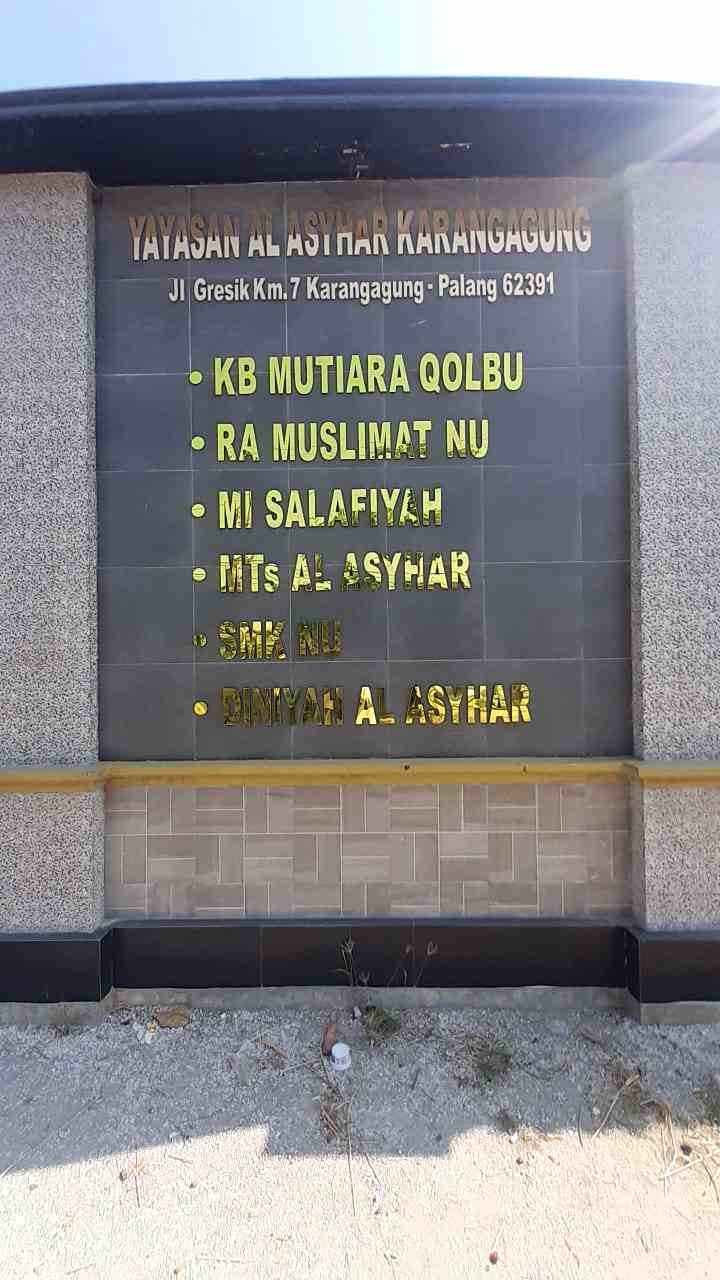 YAYASAN AL ASYHAR KARANGAGUNG
Jl Gresik Km. 7 Karangagung - Palang 62391
• KB MUTIARA QOLBU
• RA MUSLIMAT NU
• MI SALAFIYAH
• MTs AL ASYHAR
• SMK NU
• DINIYAH AL ASYHAR